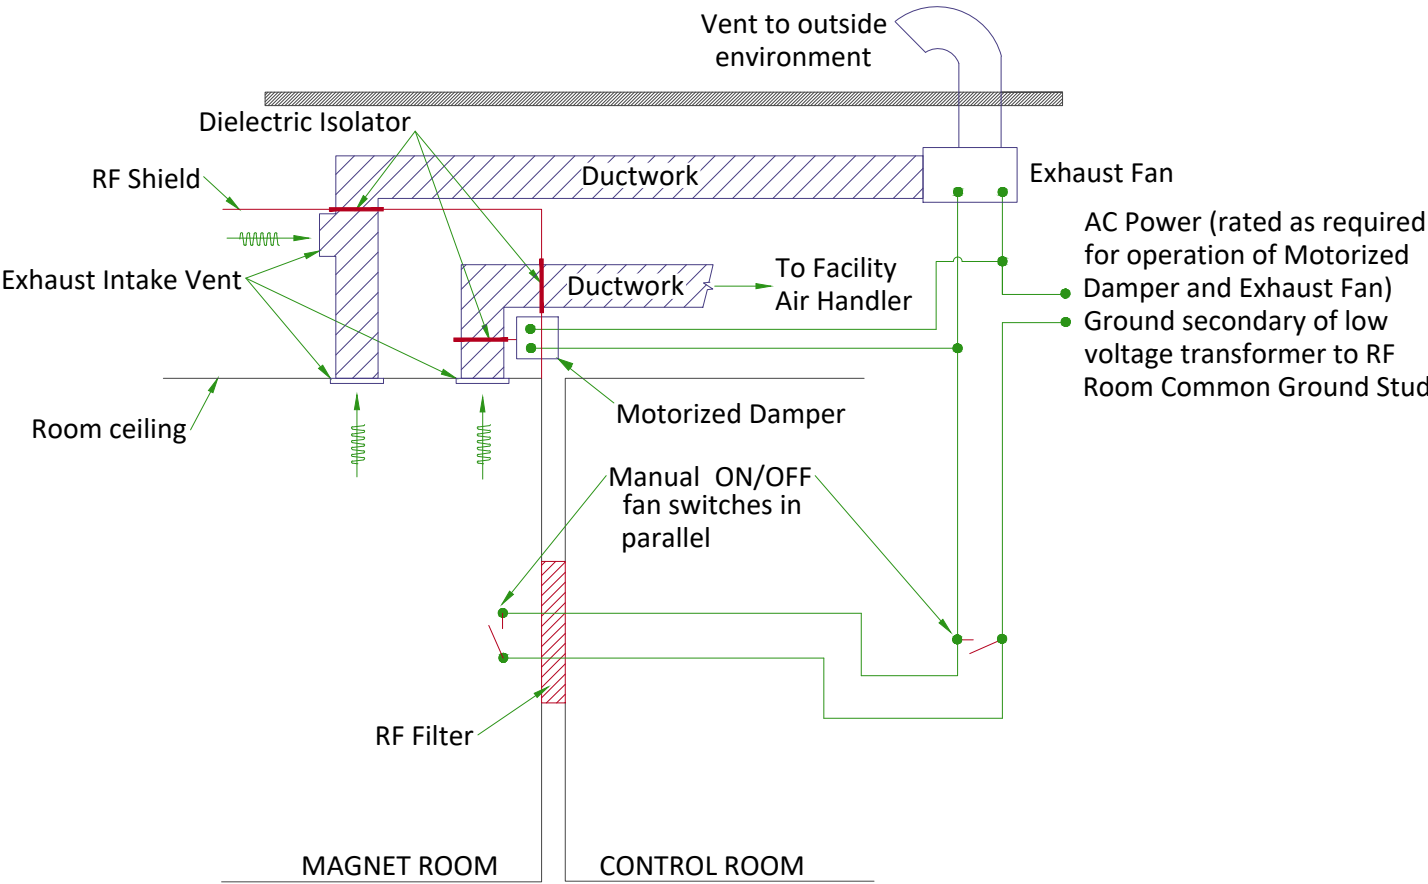 Vent to outside
environment
Dielectric Isolator
RF Shield
Ductwork
Exhaust Fan
AC Power (rated as required
for operation of Motorized
Damper and Exhaust Fan)
Ground secondary of low
voltage transformer to RF
Room Common Ground Stud
Exhaust Intake Vent
Ductwork
To Facility
Air Handler
Room ceiling
Motorized Damper
Manual ON/OFF
fan switches in
parallel
RF Filter
MAGNET ROOM
CONTROL ROOM